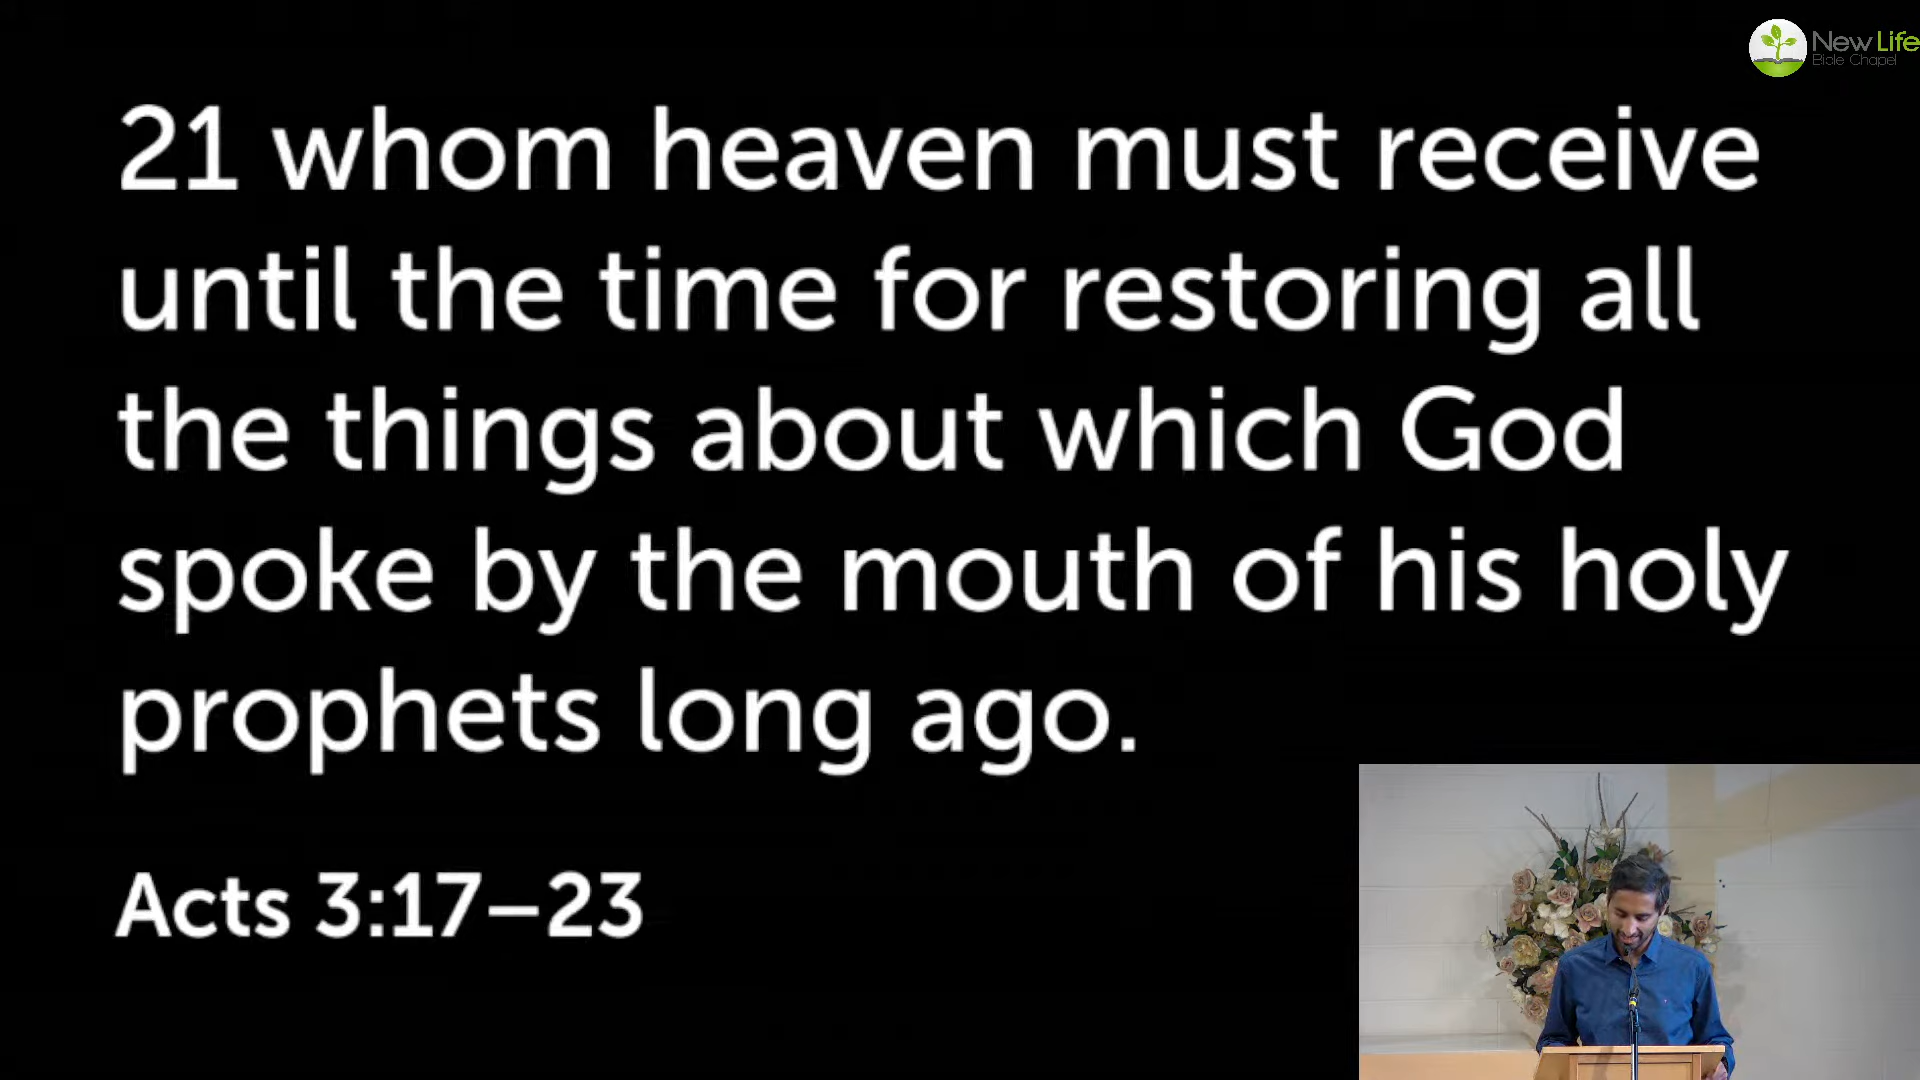 New Life
Bible Chapel
21 whom heaven must receive
until the time for restoring all
the things about which God
spoke by the mouth of his holy
prophets long ago.
Acts 3:17–23